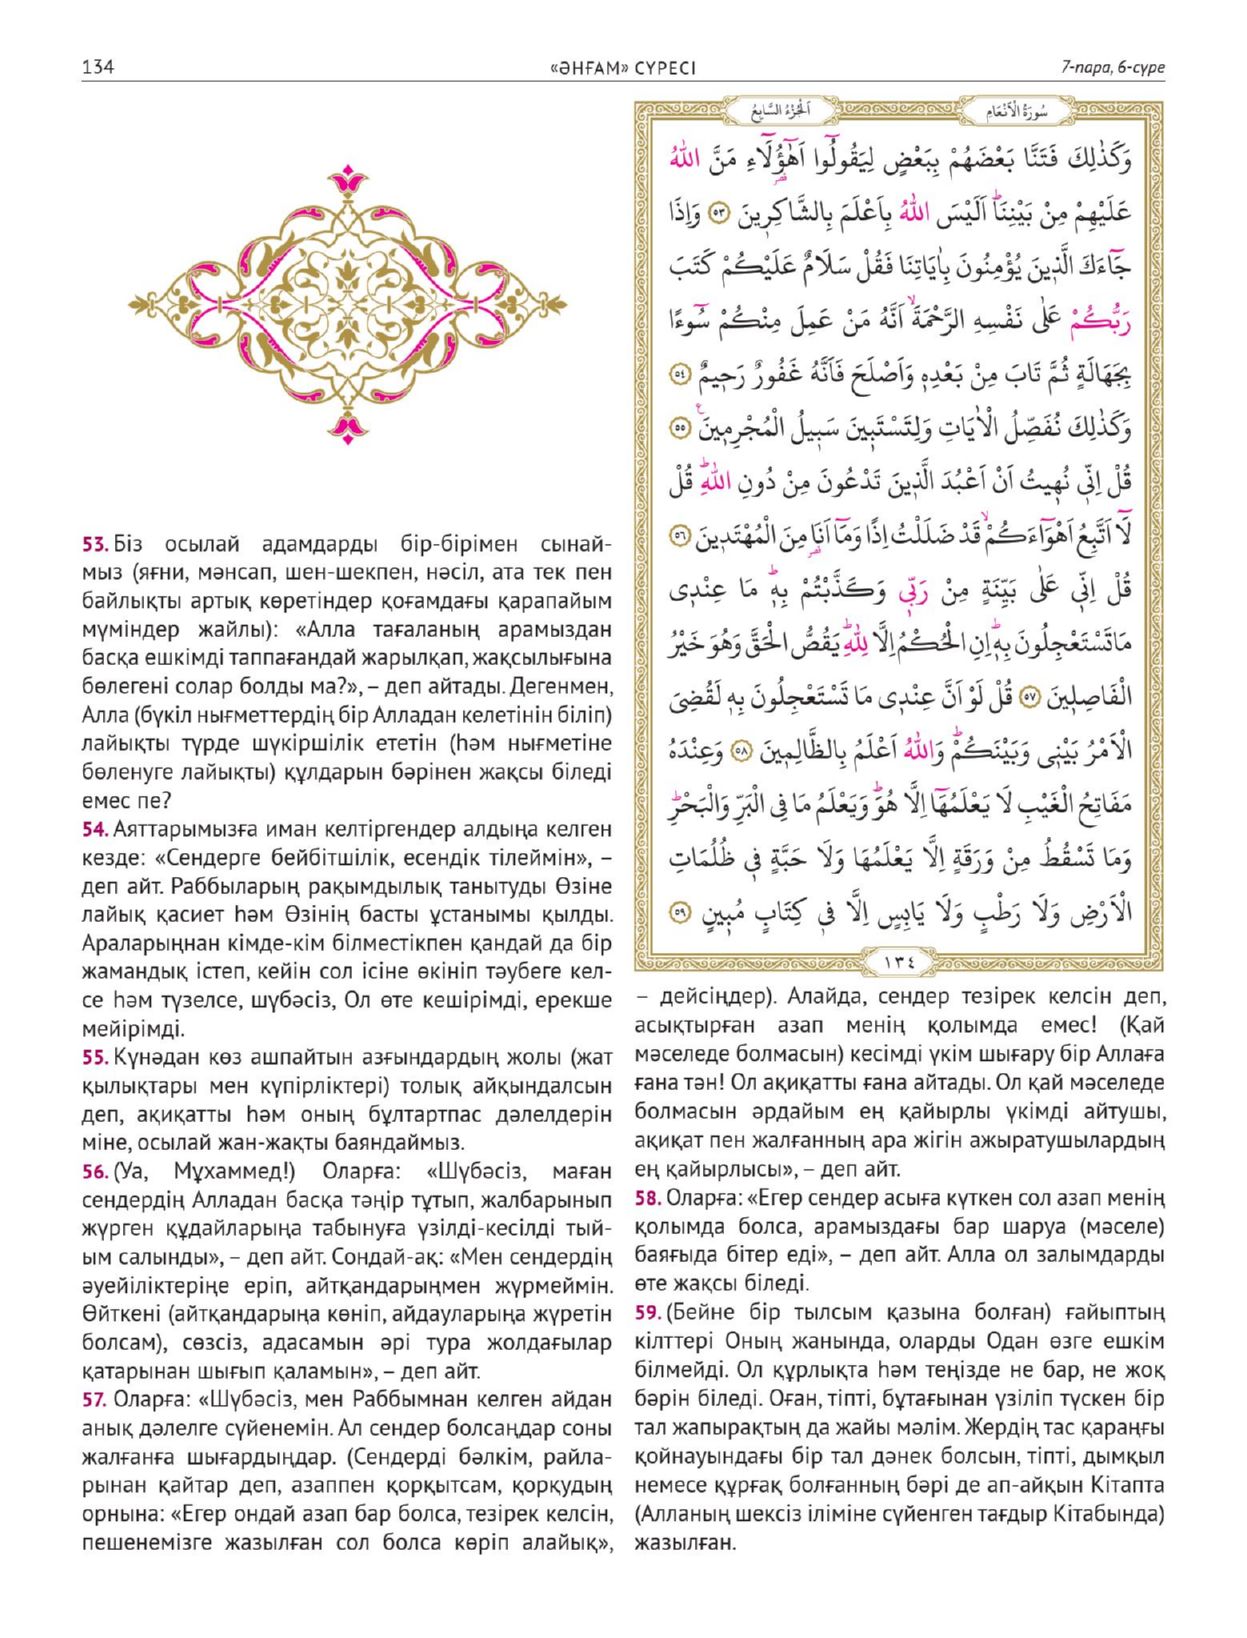 134
«ӘНҒАМ» СҮРЕСІ
7-пара, 6-сүре
53. Біз осылай адамдарды бір-бірімен сынай-
мыз (яғни, мәнсап, шен-шекпен, нәсіл, ата тек пен
байлықты артық көретіндер қоғамдағы қарапайым
мүміндер жайлы): «Алла тағаланың арамыздан
басқа ешкімді таппағандай жарылқап, жақсылығына
бөлегені солар болды ма?», – деп айтады. Дегенмен,
Алла (бүкіл нығметтердің бір Алладан келетінін біліп)
лайықты түрде шүкіршілік ететін (һәм нығметіне
бөленуге лайықты) құлдарын бәрінен жақсы біледі
емес пе?
54. Аяттарымызға иман келтіргендер алдыңа келген
кезде: «Сендерге бейбітшілік, есендік тілеймін», –
деп айт. Раббыларың рақымдылық танытуды Өзіне
лайық қасиет һәм Өзінің басты ұстанымы қылды.
Араларыңнан кімде-кім білместікпен қандай да бір
жамандық істеп, кейін сол ісіне өкініп тәубеге кел-
се һәм түзелсе, шүбәсіз, Ол өте кешірімді, ерекше
мейірімді.
55. Күнәдан көз ашпайтын азғындардың жолы (жат
қылықтары мен күпірліктері) толық айқындалсын
деп, ақиқатты һәм оның бұлтартпас дәлелдерін
міне, осылай жан-жақты баяндаймыз.
56. (Уа, Мұхаммед!) Оларға: «Шүбәсіз, маған
сендердің Алладан басқа тәңір тұтып, жалбарынып
жүрген құдайларыңа табынуға үзілді-кесілді тый-
ым салынды», – деп айт. Сондай-ақ: «Мен сендердің
әуейіліктеріңе еріп, айтқандарыңмен жүрмеймін.
Өйткені (айтқандарыңа көніп, айдауларыңа жүретін
болсам), сөзсіз, адасамын әрі тура жолдағылар
қатарынан шығып қаламын», – деп айт.
57. Оларға: «Шүбәсіз, мен Раббымнан келген айдан
анық дәлелге сүйенемін. Ал сендер болсаңдар соны
жалғанға шығардыңдар. (Сендерді бәлкім, райла-
рынан қайтар деп, азаппен қорқытсам, қорқудың
орнына: «Егер ондай азап бар болса, тезірек келсін,
пешенемізге жазылған сол болса көріп алайық»,
اَلْجُزْءُ السَّابِعُ
سُورَةُ الْاَنْعَامِ
وَكَذٰلِكَ فَتَنَّا بَعْضَهُمْ بِبَعْضٍ لِيَقُولُٓوا اَهٰٓؤُ۬لَٓاءِ مَنَّ اللّٰهُ
عَلَيْهِمْ مِنْ بَيْنِنَاۜ اَلَيْسَ اللّٰهُ بِاَعْلَمَ بِالشَّاكِر۪ينَ ٥٣ وَاِذَا
جَٓاءَكَ الَّذ۪ينَ يُؤْمِنُونَ بِاٰيَاتِنَا فَقُلْ سَلَامٌ عَلَيْكُمْ كَتَبَ
رَبُّكُمْ عَلٰى نَفْسِهِ الرَّحْمَةَۙ اَنَّهُ مَنْ عَمِلَ مِنْكُمْ سُٓوءًا
بِجَهَالَةٍ ثُمَّ تَابَ مِنْ بَعْدِه۪ وَاَصْلَحَ فَاَنَّهُ غَفُورٌ رَح۪يمٌ ٥٤
وَكَذٰلِكَ نُفَصِّلُ الْاٰيَاتِ وَلِتَسْتَب۪ينَ سَب۪يلُ الْمُجْرِم۪ينَ۟ ٥٥
قُلْ اِنّ۪ي نُه۪يتُ اَنْ اَعْبُدَ الَّذ۪ينَ تَدْعُونَ مِنْ دُونِ اللّٰهِۜ قُلْ
لَٓا اَتَّبِعُ اَهْوَٓاءَكُمْۙ قَدْ ضَلَلْتُ اِذًا وَمَٓا اَنَا۬ مِنَ الْمُهْتَد۪ينَ ٥٦
قُلْ اِنّ۪ي عَلٰى بَيِّنَةٍ مِنْ رَبّ۪ي وَكَذَّبْتُمْ بِه۪ۜ مَا عِنْد۪ي
مَا تَسْتَعْجِلُونَ بِه۪ۜ اِنِ الْحُكْمُ اِلَّا لِلّٰهِۜ يَقُصُّ الْحَقَّ وَهُوَ خَيْرُ
الْفَاصِل۪ينَ ٥٧ قُلْ لَوْ اَنَّ عِنْد۪ي مَا تَسْتَعْجِلُونَ بِه۪ لَقُضِيَ
الْاَمْرُ بَيْن۪ي وَبَيْنَكُمْۜ وَاللّٰهُ اَعْلَمُ بِالظَّالِم۪ينَ ٥٨ وَعِنْدَهُ
مَفَاتِحُ الْغَيْبِ لَا يَعْلَمُهَٓا اِلَّا هُوَۜ وَيَعْلَمُ مَا فِي الْبَرِّ وَالْبَحْرِۜ
وَمَا تَسْقُطُ مِنْ وَرَقَةٍ اِلَّا يَعْلَمُهَا وَلَا حَبَّةٍ ف۪ي ظُلُمَاتِ
الْاَرْضِ وَلَا رَطْبٍ وَلَا يَابِسٍ اِلَّا ف۪ي كِتَابٍ مُب۪ينٍ ٥٩
١٣٤
– дейсіңдер). Алайда, сендер тезірек келсін деп,
асықтырған азап менің қолымда емес! (Қай
мәселеде болмасын) кесімді үкім шығару бір Аллаға
ғана тән! Ол ақиқатты ғана айтады. Ол қай мәселеде
болмасын әрдайым ең қайырлы үкімді айтушы,
ақиқат пен жалғанның ара жігін ажыратушылардың
ең қайырлысы», – деп айт.
58. Оларға: «Егер сендер асыға күткен сол азап менің
қолымда болса, арамыздағы бар шаруа (мәселе)
баяғыда бітер еді», – деп айт. Алла ол залымдарды
өте жақсы біледі.
59. (Бейне бір тылсым қазына болған) ғайыптың
кілттері Оның жанында, оларды Одан өзге ешкім
білмейді. Ол құрлықта һәм теңізде не бар, не жоқ
бәрін біледі. Оған, тіпті, бұтағынан үзіліп түскен бір
тал жапырақтың да жайы мәлім. Жердің тас қараңғы
қойнауындағы бір тал дәнек болсын, тіпті, дымқыл
немесе құрғақ болғанның бәрі де ап-айқын Кітапта
(Алланың шексіз іліміне сүйенген тағдыр Кітабында)
жазылған.